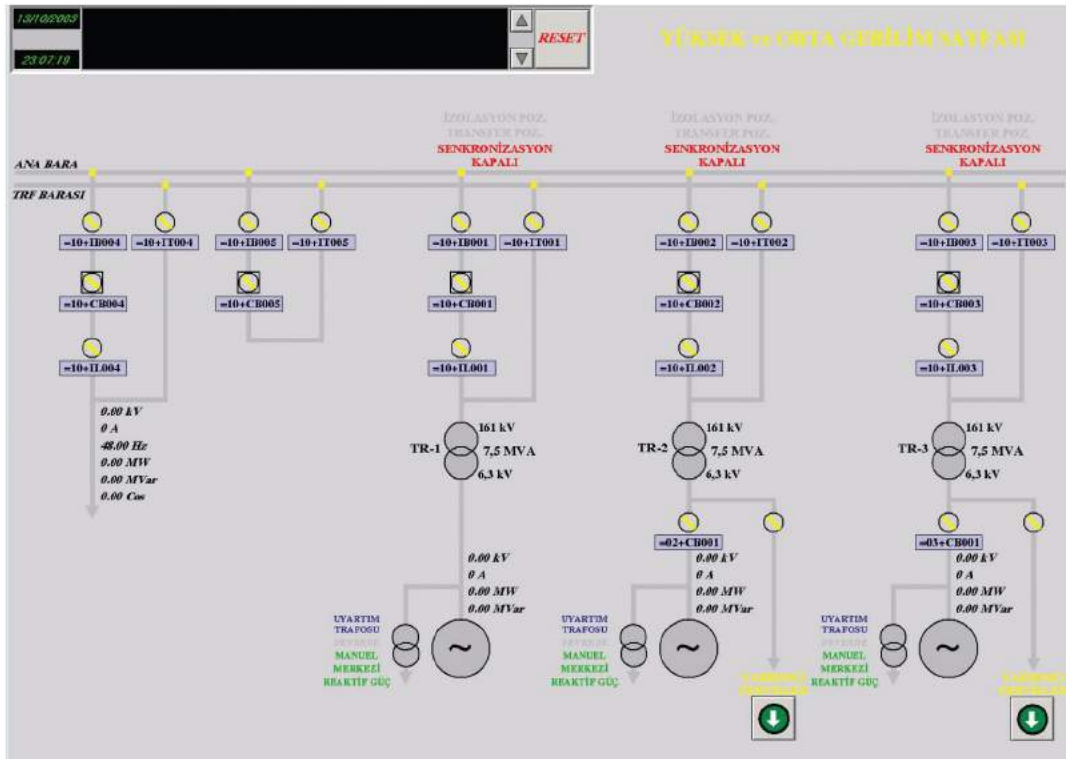 13/10/2003
23:07:19
RESET
YÜKSEK ve ORTA GERİLİM SAYFASI
İZOLASYON POZ.
TRANSFER POZ.
SENKRONİZASYON
KAPALI
İZOLASYON POZ.
TRANSFER POZ.
SENKRONİZASYON
KAPALI
İZOLASYON POZ.
TRANSFER POZ.
SENKRONİZASYON
KAPALI
ANA BARA
TRF BARASI
=10+IB004 =10+IT004 =10+IB005 =10+IT005 =10+IB001 =10+IT001 =10+IB002 =10+IT002 =10+IB003 =10+IT003
=10+CB004 =10+CB005 =10+CB001 =10+CB002 =10+CB003
=10+IL004 =10+IL001 =10+IL002 =10+IL003
0.00 kV
0 A
48.00 Hz
0.00 MW
0.00 MVar
0.00 Cos
TR-1
161 kV
7,5 MVA
6,3 kV
TR-2
161 kV
7,5 MVA
6,3 kV
TR-3
161 kV
7,5 MVA
6,3 kV
=02+CB001 =03+CB001
0.00 kV
0 A
0.00 MW
0.00 MVar
0.00 kV
0 A
0.00 MW
0.00 MVar
0.00 kV
0 A
0.00 MW
0.00 MVar
UYARTIM
TRAFOSU
DEVREDE
MANUEL
MERKEZİ
REAKTİF GÜÇ
~
UYARTIM
TRAFOSU
DEVREDE
MANUEL
MERKEZİ
REAKTİF GÜÇ
~
UYARTIM
TRAFOSU
DEVREDE
MANUEL
MERKEZİ
REAKTİF GÜÇ
~